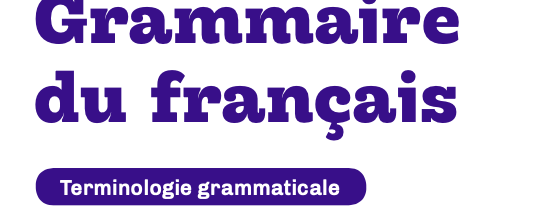 Grammaire
du français
Terminologie grammaticale